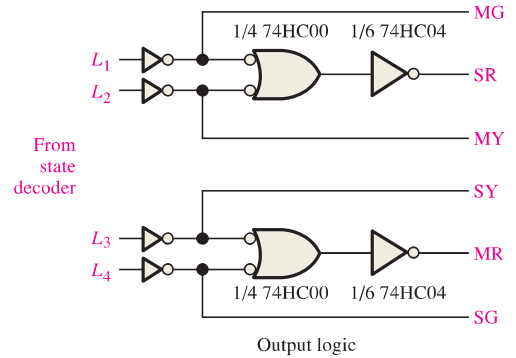 MG
1/4 74HC00 1/6 74HC04
L1
SR
L2
MY
From
state
decoder
SY
L3
MR
L4
1/4 74HC00 1/6 74HC04
SG
Output logic